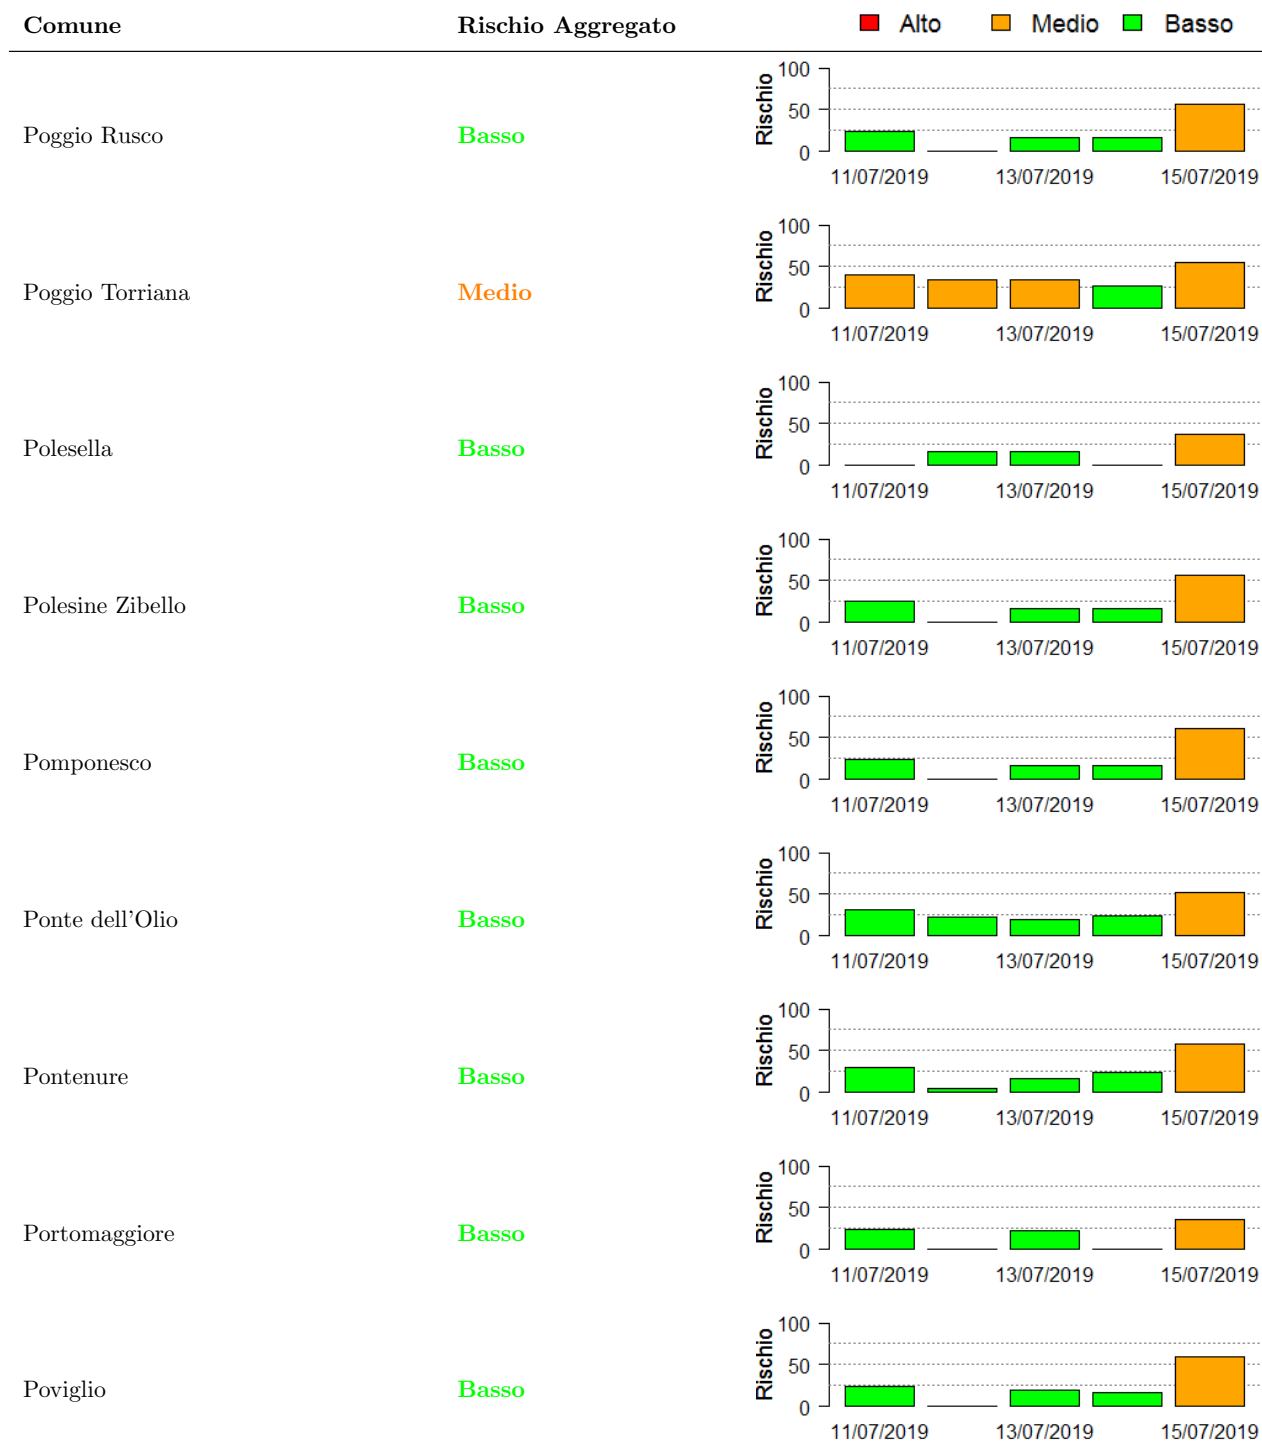 Comune Rischio Aggregato Alto Medio Basso
100
50
0
Rischio
Poggio Rusco Basso
11/07/2019 13/07/2019 15/07/2019
100
50
0
Rischio
Poggio Torriana Medio
11/07/2019 13/07/2019 15/07/2019
100
50
0
Rischio
Polesella Basso
11/07/2019 13/07/2019 15/07/2019
100
50
0
Rischio
Polesine Zibello Basso
11/07/2019 13/07/2019 15/07/2019
100
50
0
Rischio
Pomponesco Basso
11/07/2019 13/07/2019 15/07/2019
100
50
0
Rischio
Ponte dell'Olio Basso
11/07/2019 13/07/2019 15/07/2019
100
50
0
Rischio
Pontenure Basso
11/07/2019 13/07/2019 15/07/2019
100
50
0
Rischio
Portomaggiore Basso
11/07/2019 13/07/2019 15/07/2019
100
50
0
Rischio
Poviglio Basso
11/07/2019 13/07/2019 15/07/2019